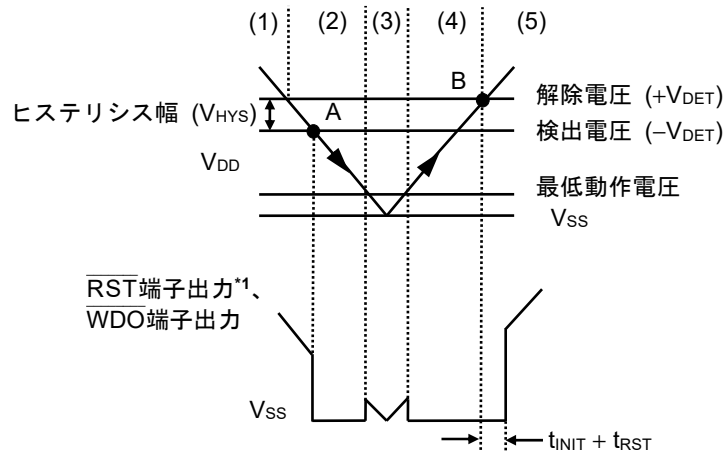 (1) (2) (3) (4) (5)
B
解除電圧 (+VDET)
ヒステリシス幅 (VHYS)
A
検出電圧 (−VDET)
VDD
最低動作電圧
VSS
RST端子出力*1、
WDO端子出力
VSS
tINIT + tRST